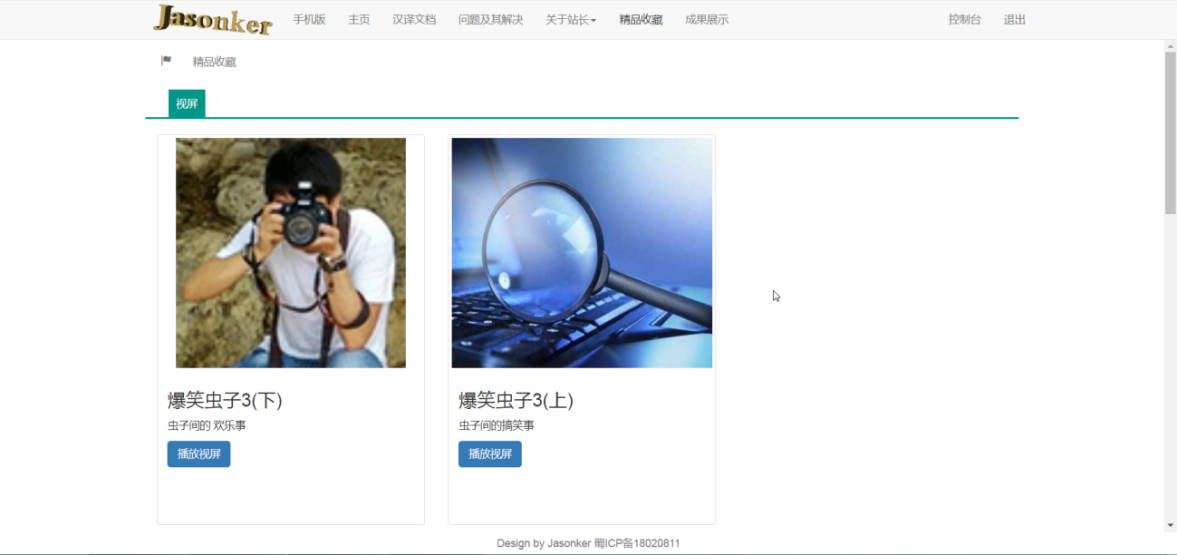 Jasonker 手机版 主页 汉译文档 问题及其解决 关于站长 精品收藏 成果展示 控制台 退出
精品收藏
视屏
爆笑虫子3(下) 爆笑虫子3(上)
虫子间的 欢乐事 虫子间的搞笑事
播放视屏 播放视屏
Design by Jasonker 蜀ICP备18020811